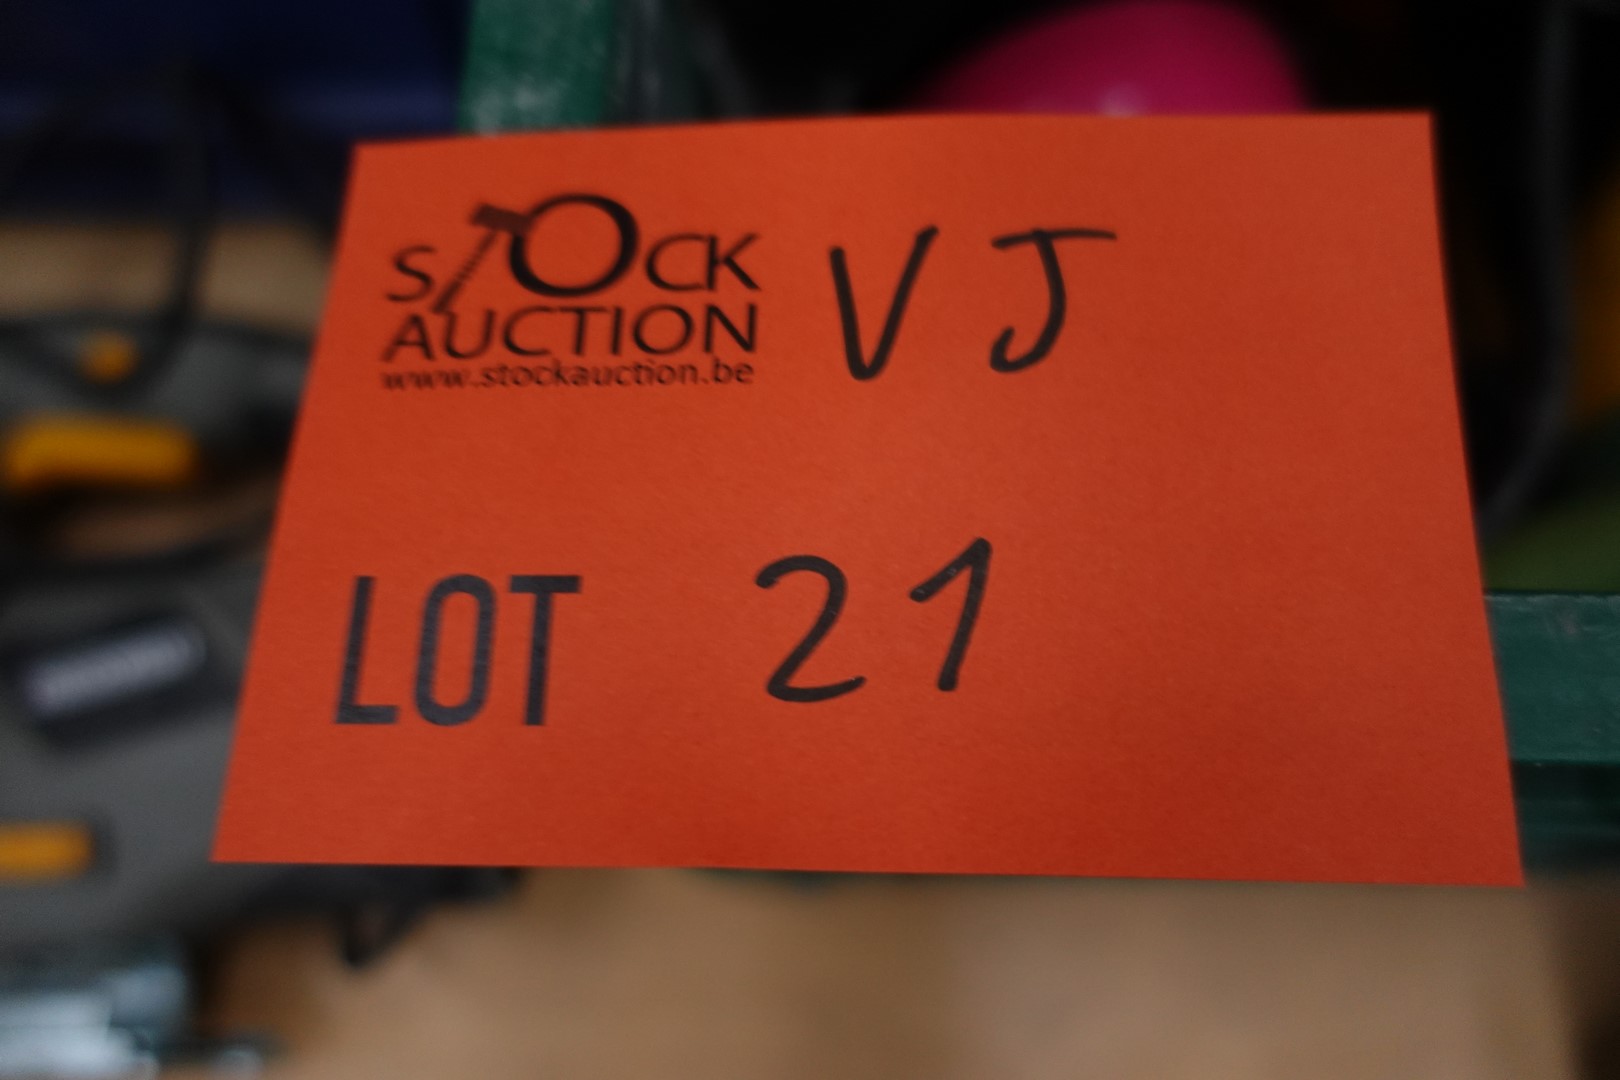 STOCK VJ
AUCTION
www.stockauction.be
LOT 21